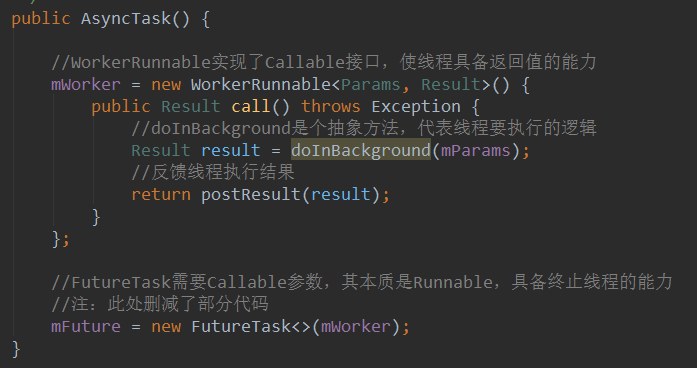 public AsyncTask() {
//WorkerRunnable实现了Callable接口，使线程具备返回值的能力
mWorker = new WorkerRunnable<Params, Result>() {
public Result call() throws Exception {
//doInBackground是个抽象方法，代表线程要执行的逻辑
Result result = doInBackground(mParams);
//反馈线程执行结果
return postResult(result);
}
};
//FutureTask需要Callable参数，其本质是Runnable，具备终止线程的能力
//注：此处删减了部分代码
mFuture = new FutureTask<>(mWorker);
}